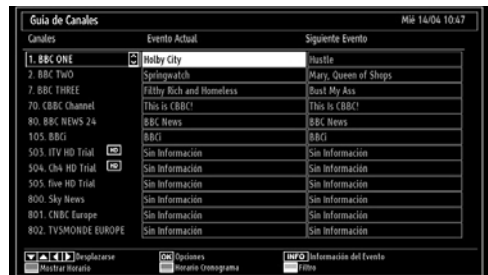 Guia de Canales Mié 14/04 10:47
Canales Evento Actual Siguiente Evento
1. BBC ONE Holby City Hustle
2. BBC TWO Springwatch Mary, Queen of Shops
7. BBC THREE Filthy Rich and Homeless Bust My Ass
70. CBBC Channel This is CBBC! This Is CBBC!
80. BBC NEWS 24 BBC News BBC News
105. BBCi BBCi BBCi
503. ITV HD Trial HD Sin Información Sin Información
504. Ch4 HD Trial HD Sin Información Sin Información
505. five HD Trial Sin Información Sin Información
800. Sky News Sin Información Sin Información
801. CNBC Europe Sin Información Sin Información
802. TV5MONDE EUROPE Sin Información Sin Información
Desplazarse OK Opciones INFO Información del Evento
Mostrar Horario Horario Cronograma Filtro